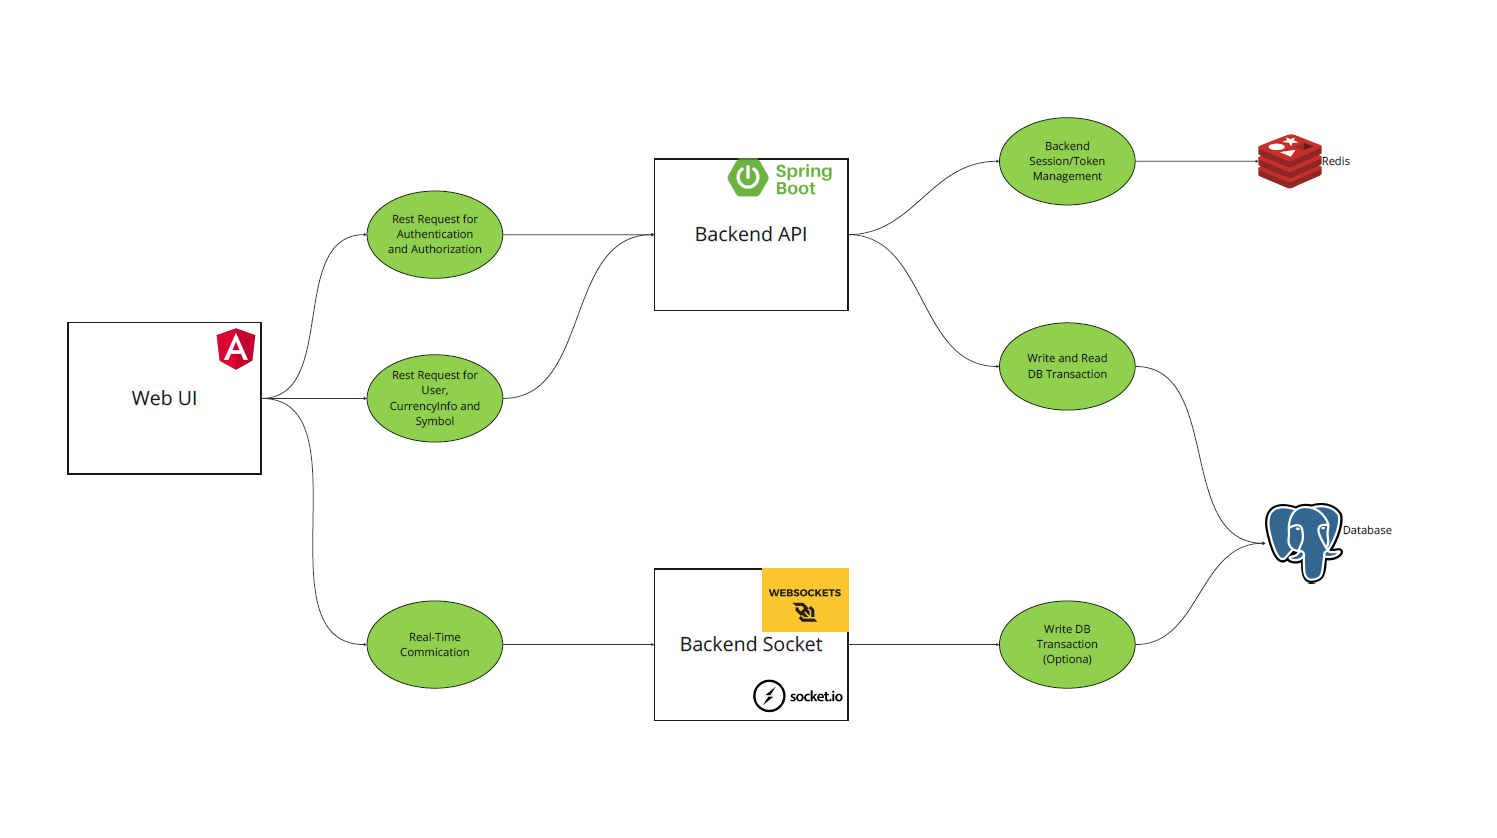 Web UI
Rest Request for
Authentication
and Authorization
Rest Request for
User,
CurrencyInfo and
Symbol
Real-Time
Commication
Spring
Boot
Backend API
WEBSOCKETS
Backend Socket
socket.io
Backend
Session/Token
Management
Write and Read
DB Transaction
Write DB
Transaction
(Optiona)
Redis
Database